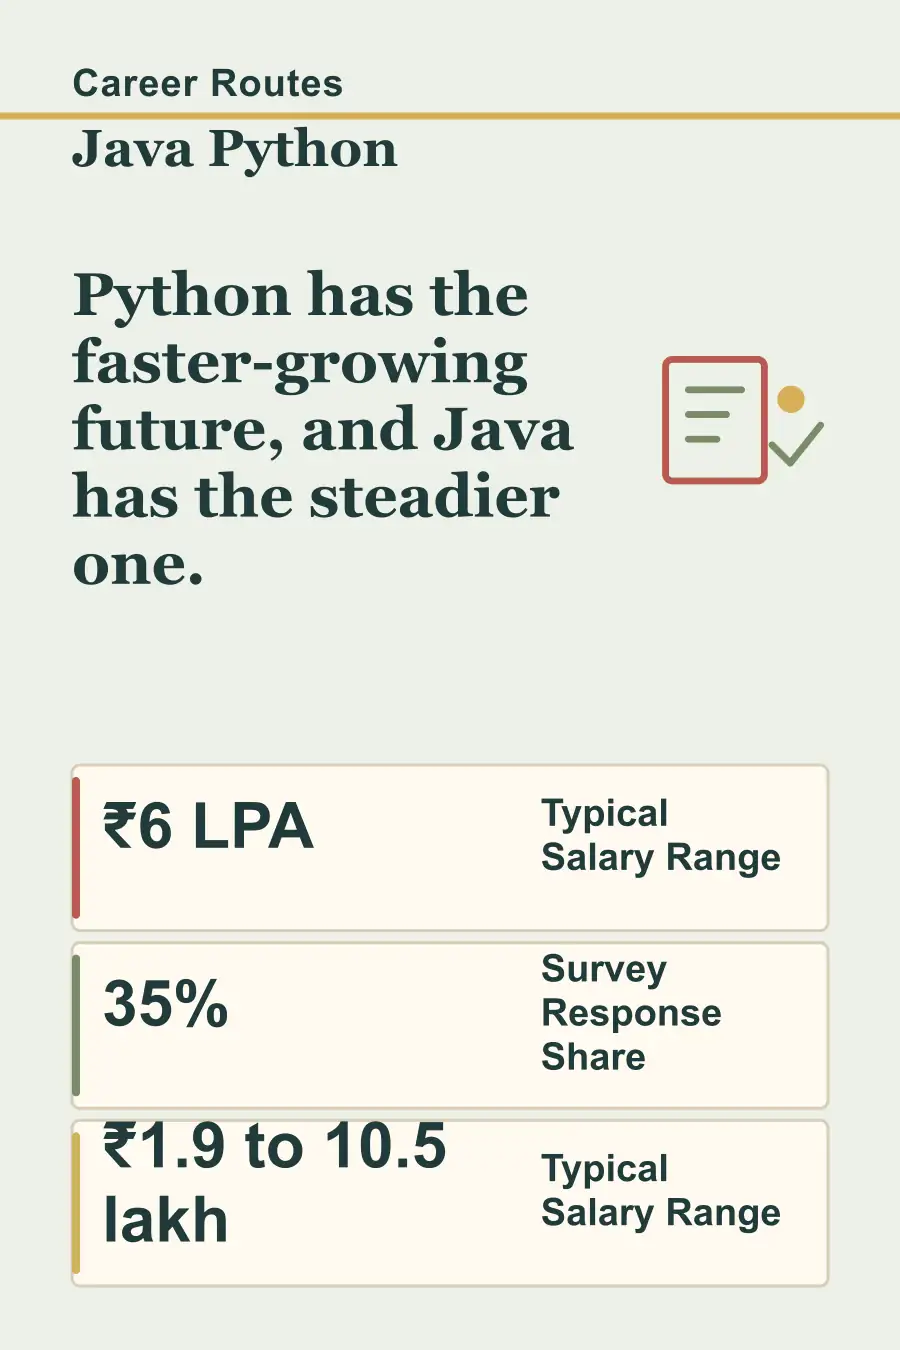 Career Routes
Java Python
Python has the
faster-growing
future, and Java
has the steadier
one.
₹6 LPA
Typical
Salary Range
35%
Survey
Response
Share
₹1.9 to 10.5
lakh
Typical
Salary Range